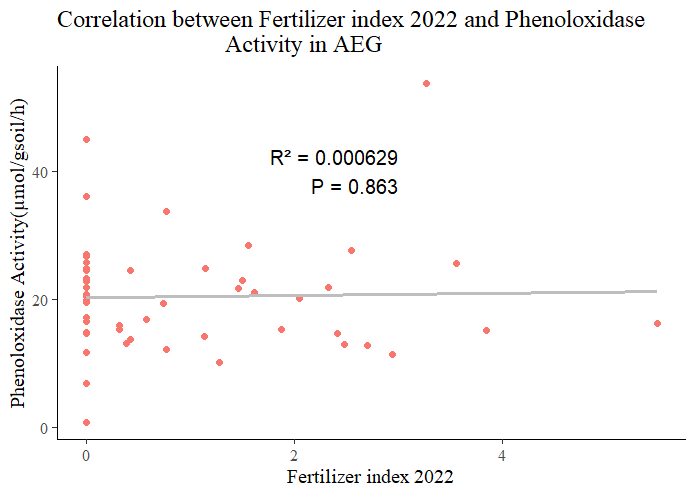 Correlation between Fertilizer index 2022 and Phenoloxidase
Activity in AEG
Phenoloxidase Activity(μmol/gsoil/h)
40
20
0
R² = 0.000629
P = 0.863
0 2 4
Fertilizer index 2022